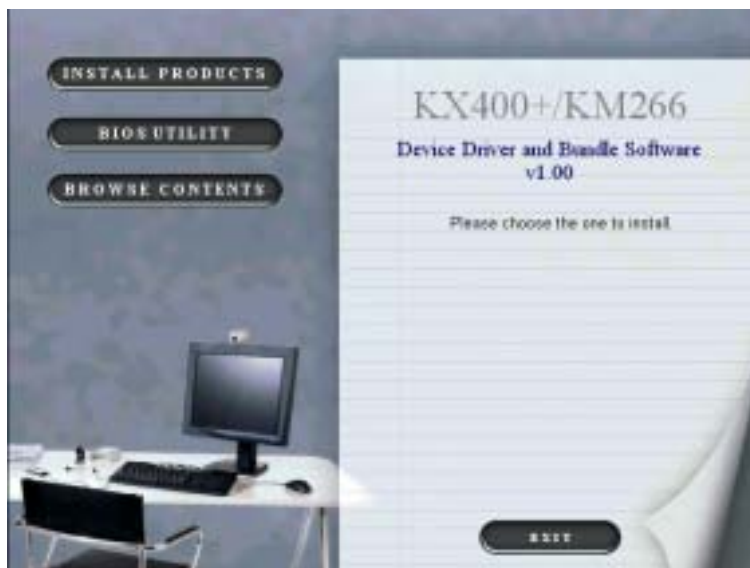 INSTALL PRODUCTS
BIOS UTILITY
BROWSE CONTENTS
KX400+/KM266
Device Driver and Bundle Software
v1.00
Please choose the one to install.
EXIT